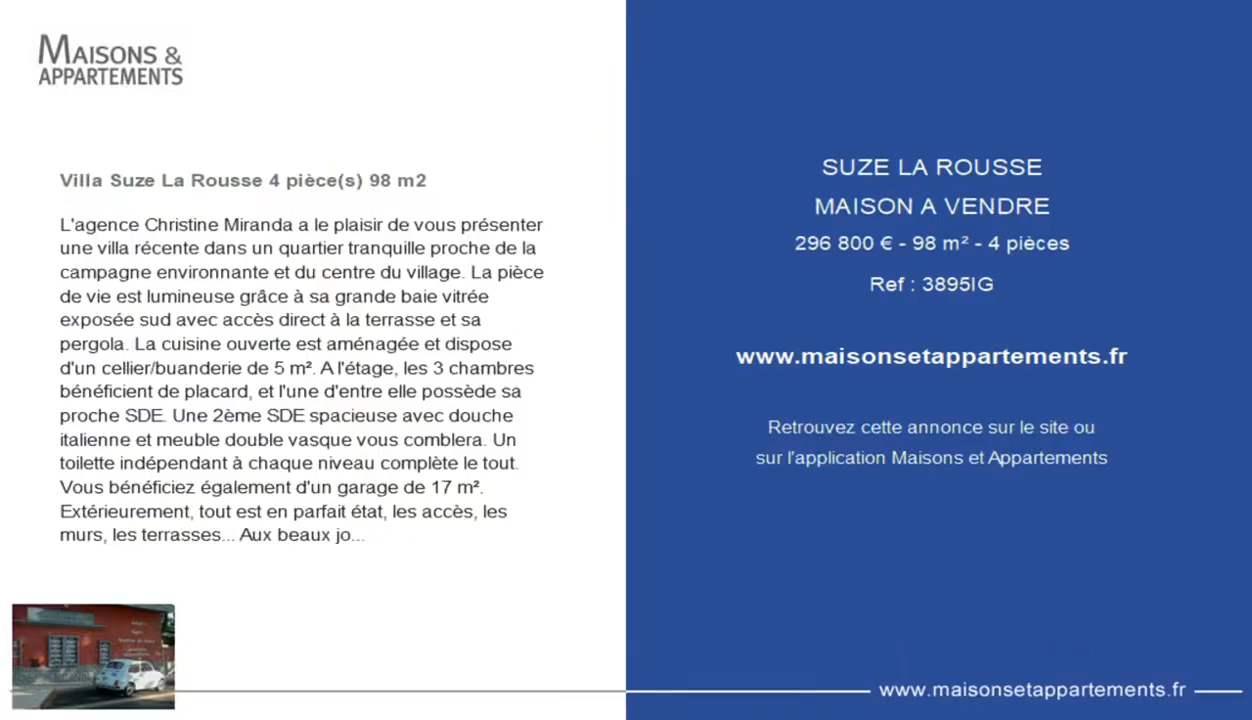 MAISONS &
APPARTEMENTS
Villa Suze La Rousse 4 pièce(s) 98 m2
L'agence Christine Miranda a le plaisir de vous présenter
une villa récente dans un quartier tranquille proche de la
campagne environnante et du centre du village. La pièce
de vie est lumineuse grâce à sa grande baie vitrée
exposée sud avec accès direct à la terrasse et sa
pergola. La cuisine ouverte est aménagée et dispose
d'un cellier/buanderie de 5 m². A l'étage, les 3 chambres
bénéficient de placard, et l'une d'entre elle possède sa
proche SDE. Une 2ème SDE spacieuse avec douche
italienne et meuble double vasque vous comblera. Un
toilette indépendant à chaque niveau complète le tout.
Vous bénéficiez également d'un garage de 17 m².
Extérieurement, tout est en parfait état, les accès, les
murs, les terrasses... Aux beaux jo...
SUZE LA ROUSSE
MAISON A VENDRE
296 800 € - 98 m² - 4 pièces
Ref : 3895IG
www.maisonsetappartements.fr
Retrouvez cette annonce sur le site ou
sur l'application Maisons et Appartements
www.maisonsetappartements.fr